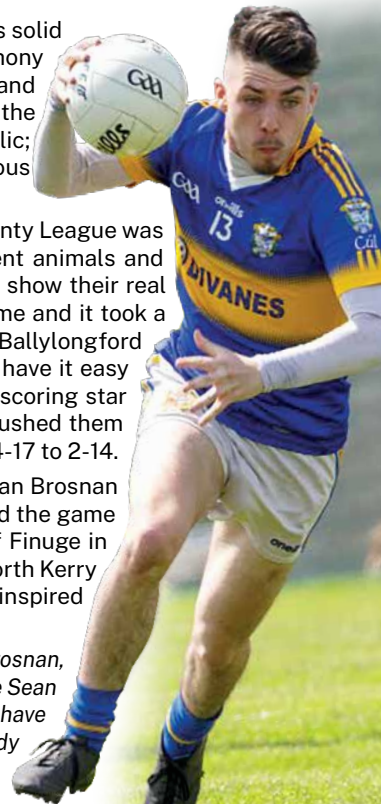 s solid
mony
and
the
lic;
ous
nty League was
ent animals and
show their real
me and it took a
Ballylongford
have it easy
scoring star
ushed them
4-17 to 2-14.
an Brosnan
d the game
f Finuge in
orth Kerry
inspired
rosnan,
e Sean
have
dy
GAA
GAA
oneills
13
Cúl
DIVANES